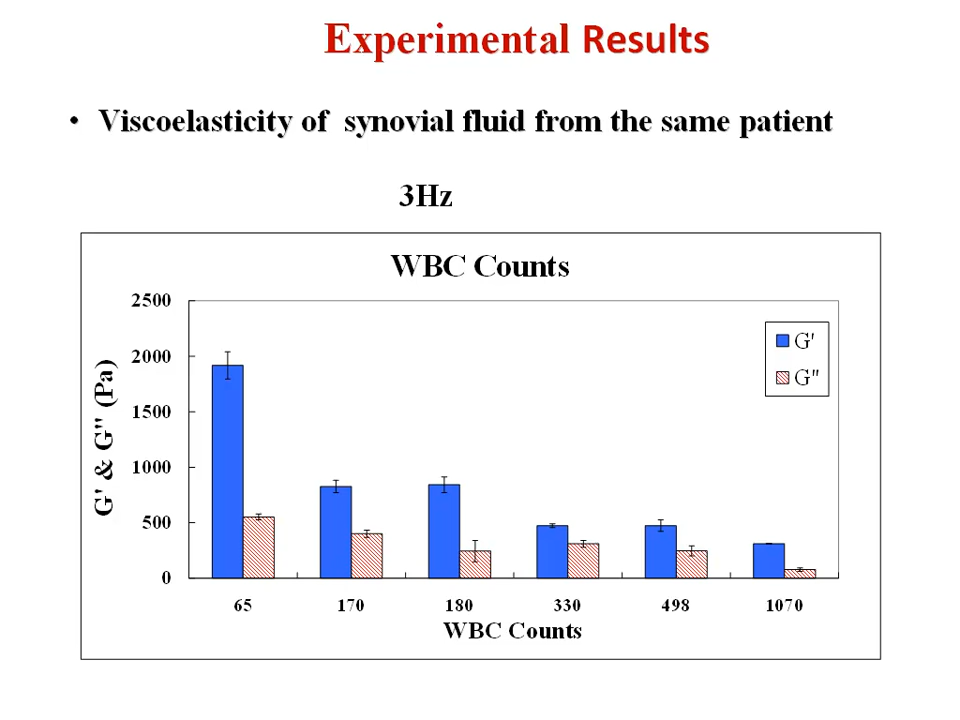 Experimental Results
• Viscoelasticity of synovial fluid from the same patient
3Hz
WBC Counts
2500
2000
1500
1000
500
0
G' & G" (Pa)
G'
G"
65 170 180 330 498 1070
WBC Counts